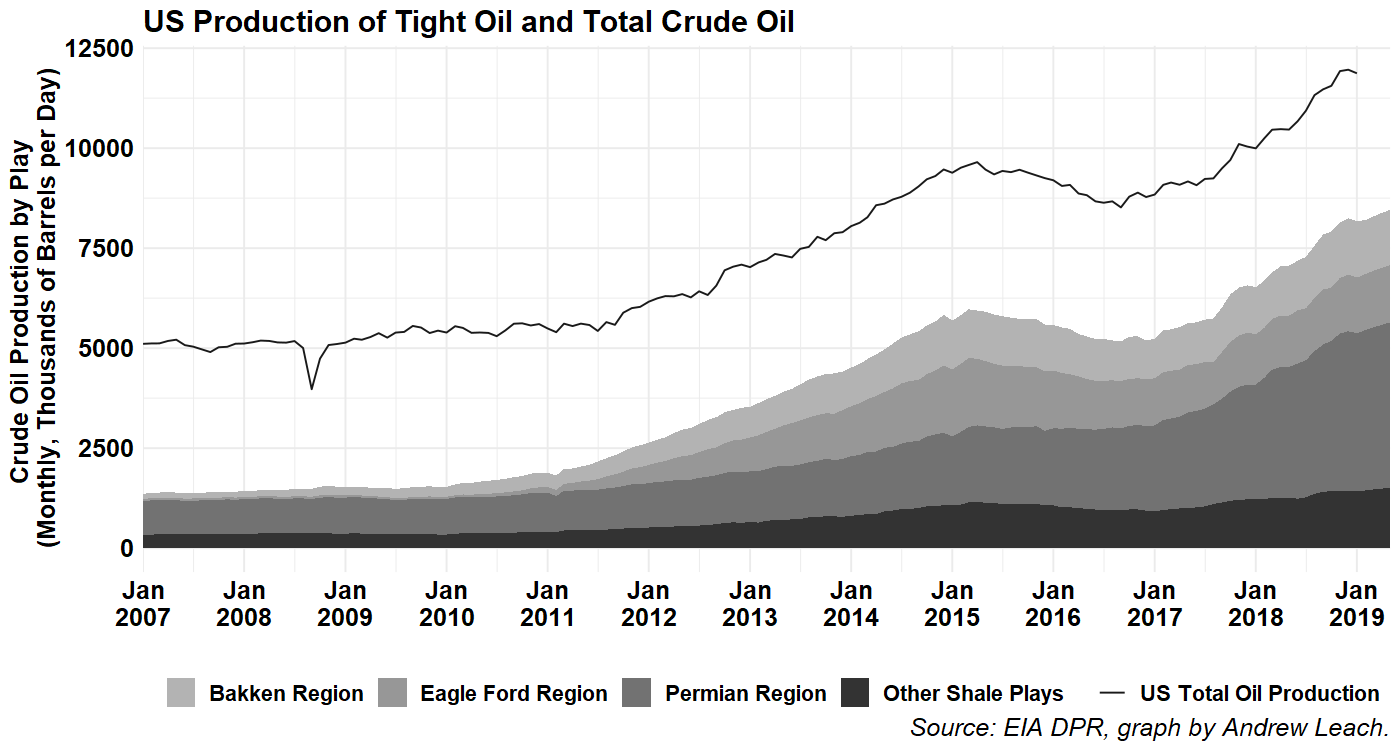 US Production of Tight Oil and Total Crude Oil
Crude Oil Production by Play
(Monthly, Thousands of Barrels per Day)
12500
10000
7500
5000
2500
0
Jan Jan Jan Jan Jan Jan Jan Jan Jan Jan Jan Jan Jan
2007 2008 2009 2010 2011 2012 2013 2014 2015 2016 2017 2018 2019
Bakken Region Eagle Ford Region Permian Region Other Shale Plays US Total Oil Production
Source: EIA DPR, graph by Andrew Leach.